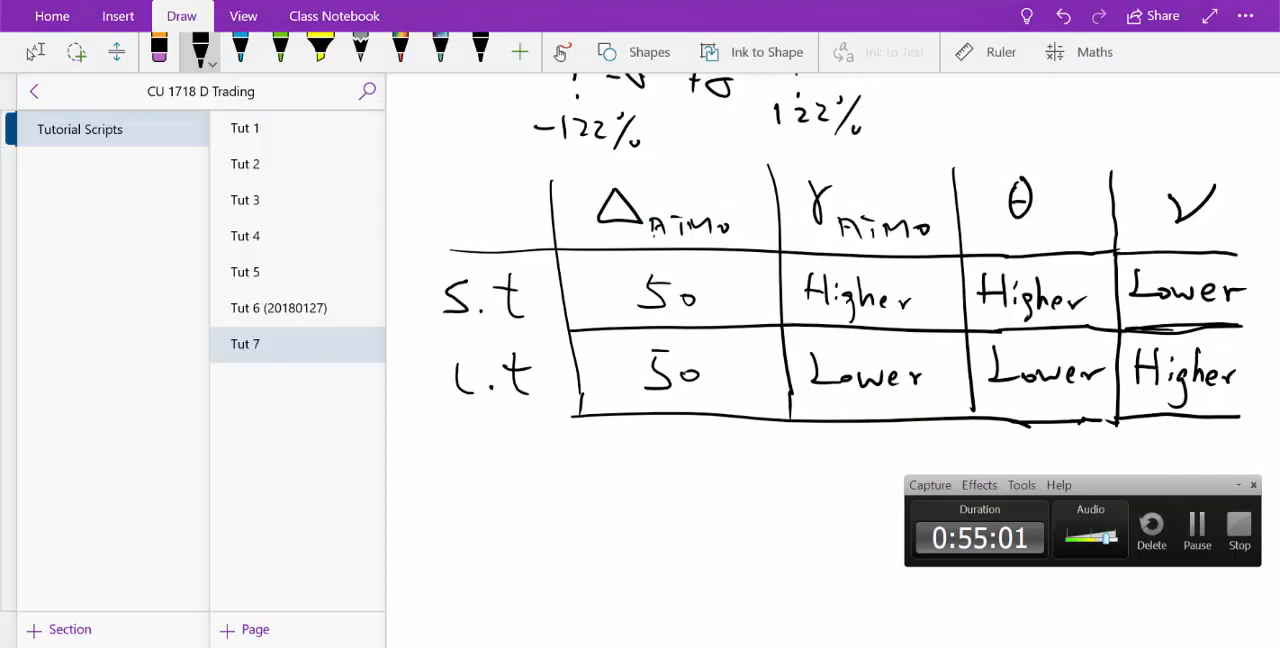 Home Insert Draw View Class Notebook Share
Shapes Ink to Shape Ink to Text Ruler Maths
CU 1718 D Trading
Tutorial Scripts
Tut 1
Tut 2
Tut 3
Tut 4
Tut 5
Tut 6 (20180127)
Tut 7
+ Section
+ Page
-122% 122%
Δ ATMO γ ATMO θ ν
S.t 50 Higher Higher Lower
L.t 50 Lower Lower Higher
Capture Effects Tools Help - x
Duration Audio
0:55:01
Delete Pause Stop